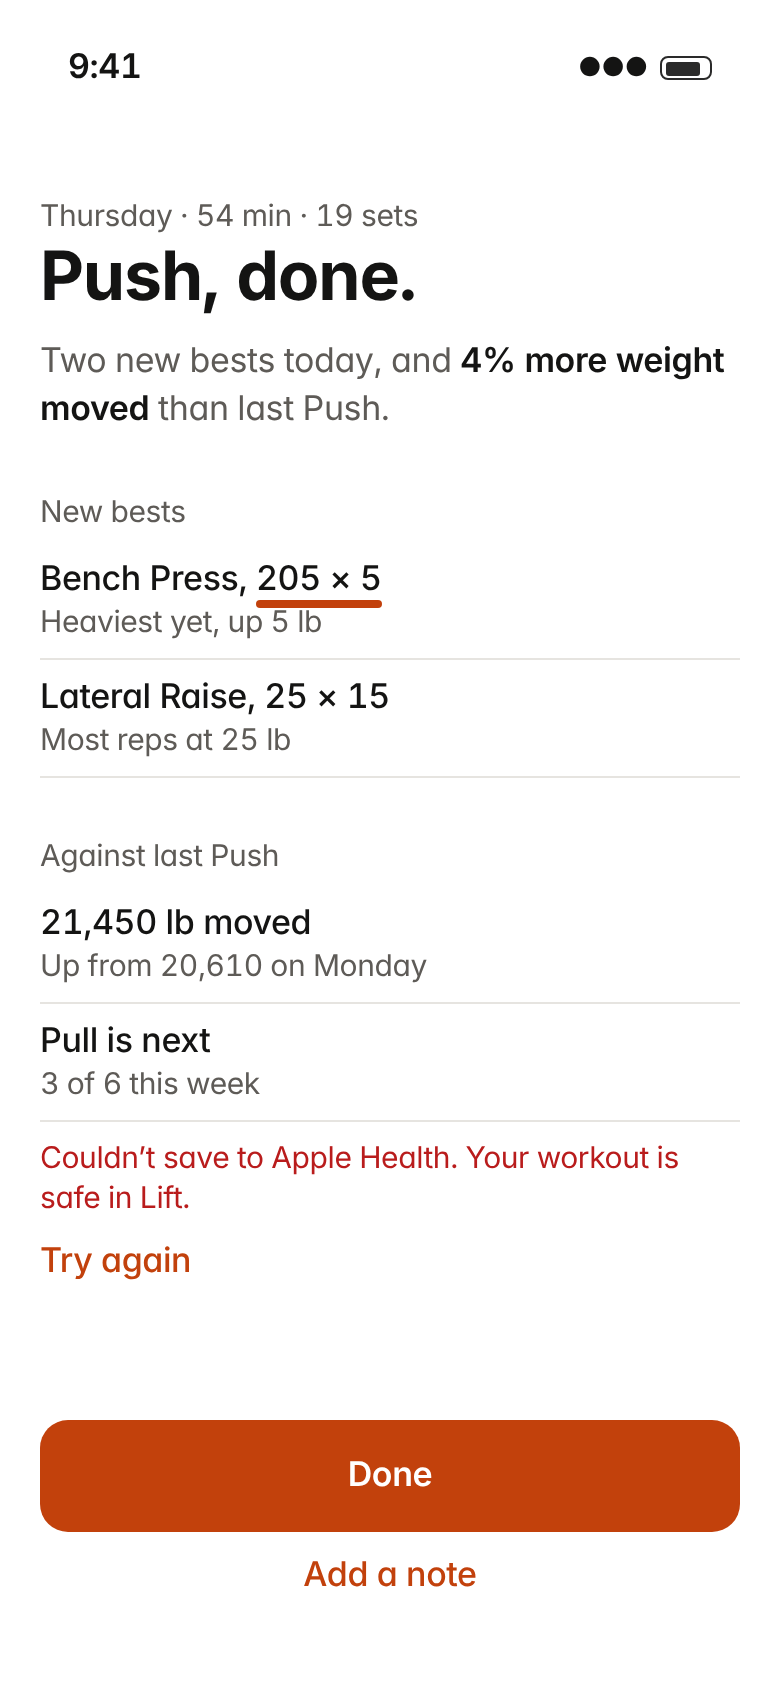 9:41
Thursday · 54 min · 19 sets
Push, done.
Two new bests today, and 4% more weight
moved than last Push.
New bests
Bench Press, 205 × 5
Heaviest yet, up 5 lb
Lateral Raise, 25 × 15
Most reps at 25 lb
Against last Push
21,450 lb moved
Up from 20,610 on Monday
Pull is next
3 of 6 this week
Couldn’t save to Apple Health. Your workout is
safe in Lift.
Try again
Done
Add a note